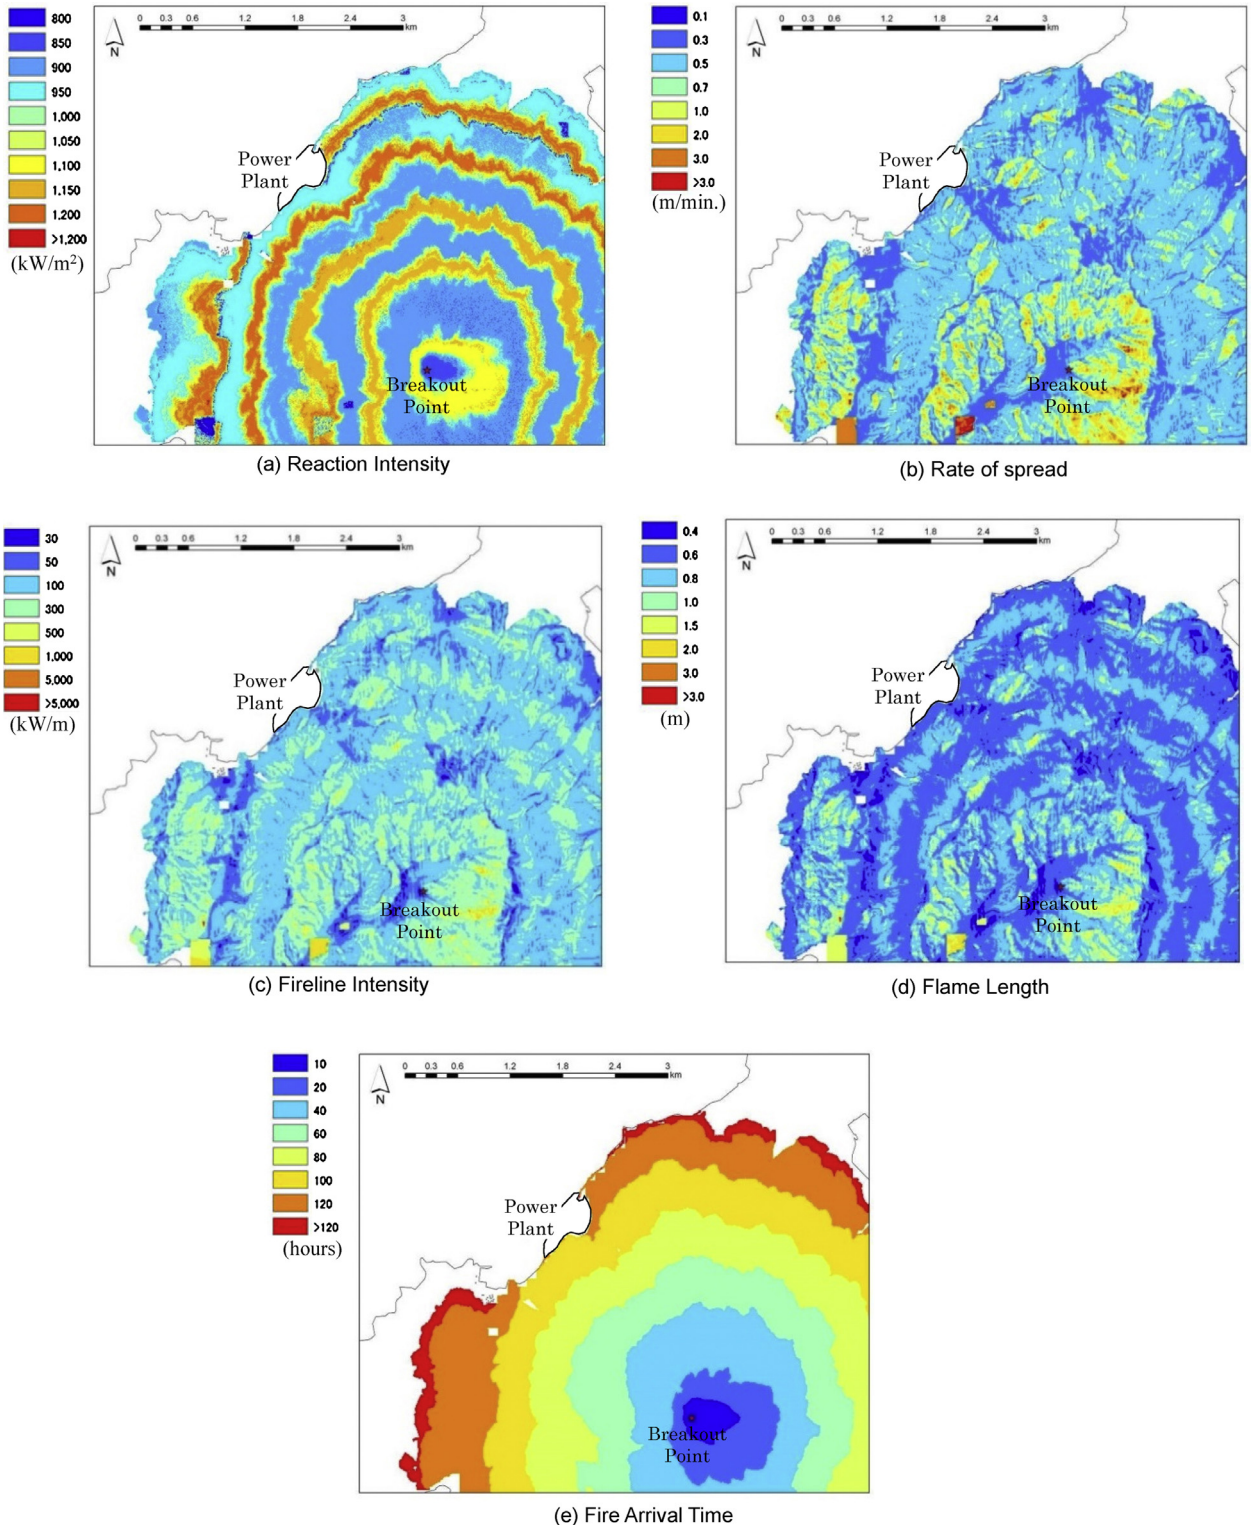 800
850
900
950
1,000
1,050
1,100
1,150
1,200
>1,200
(kW/m²)
0 0.3 0.6 1.2 1.8 2.4 3
km
N
Power
Plant
Breakout
Point
(a) Reaction Intensity
0.1
0.3
0.5
0.7
1.0
2.0
3.0
>3.0
(m/min.)
0 0.3 0.6 1.2 1.8 2.4 3
km
N
Power
Plant
Breakout
Point
(b) Rate of spread
30
50
100
300
500
1.000
5,000
>5,000
(kW/m)
0 0.3 0.6 1.2 1.8 2.4 3
km
N
Power
Plant
Breakout
Point
(c) Fireline Intensity
0.4
0.6
0.8
1.0
1.5
2.0
3.0
>3.0
(m)
0 0.3 0.6 1.2 1.8 2.4 3
km
N
Power
Plant
Breakout
Point
(d) Flame Length
10
20
40
60
80
100
120
>120
(hours)
0 0.3 0.6 1.2 1.8 2.4 3
km
N
Power
Plant
Breakout
Point
(e) Fire Arrival Time